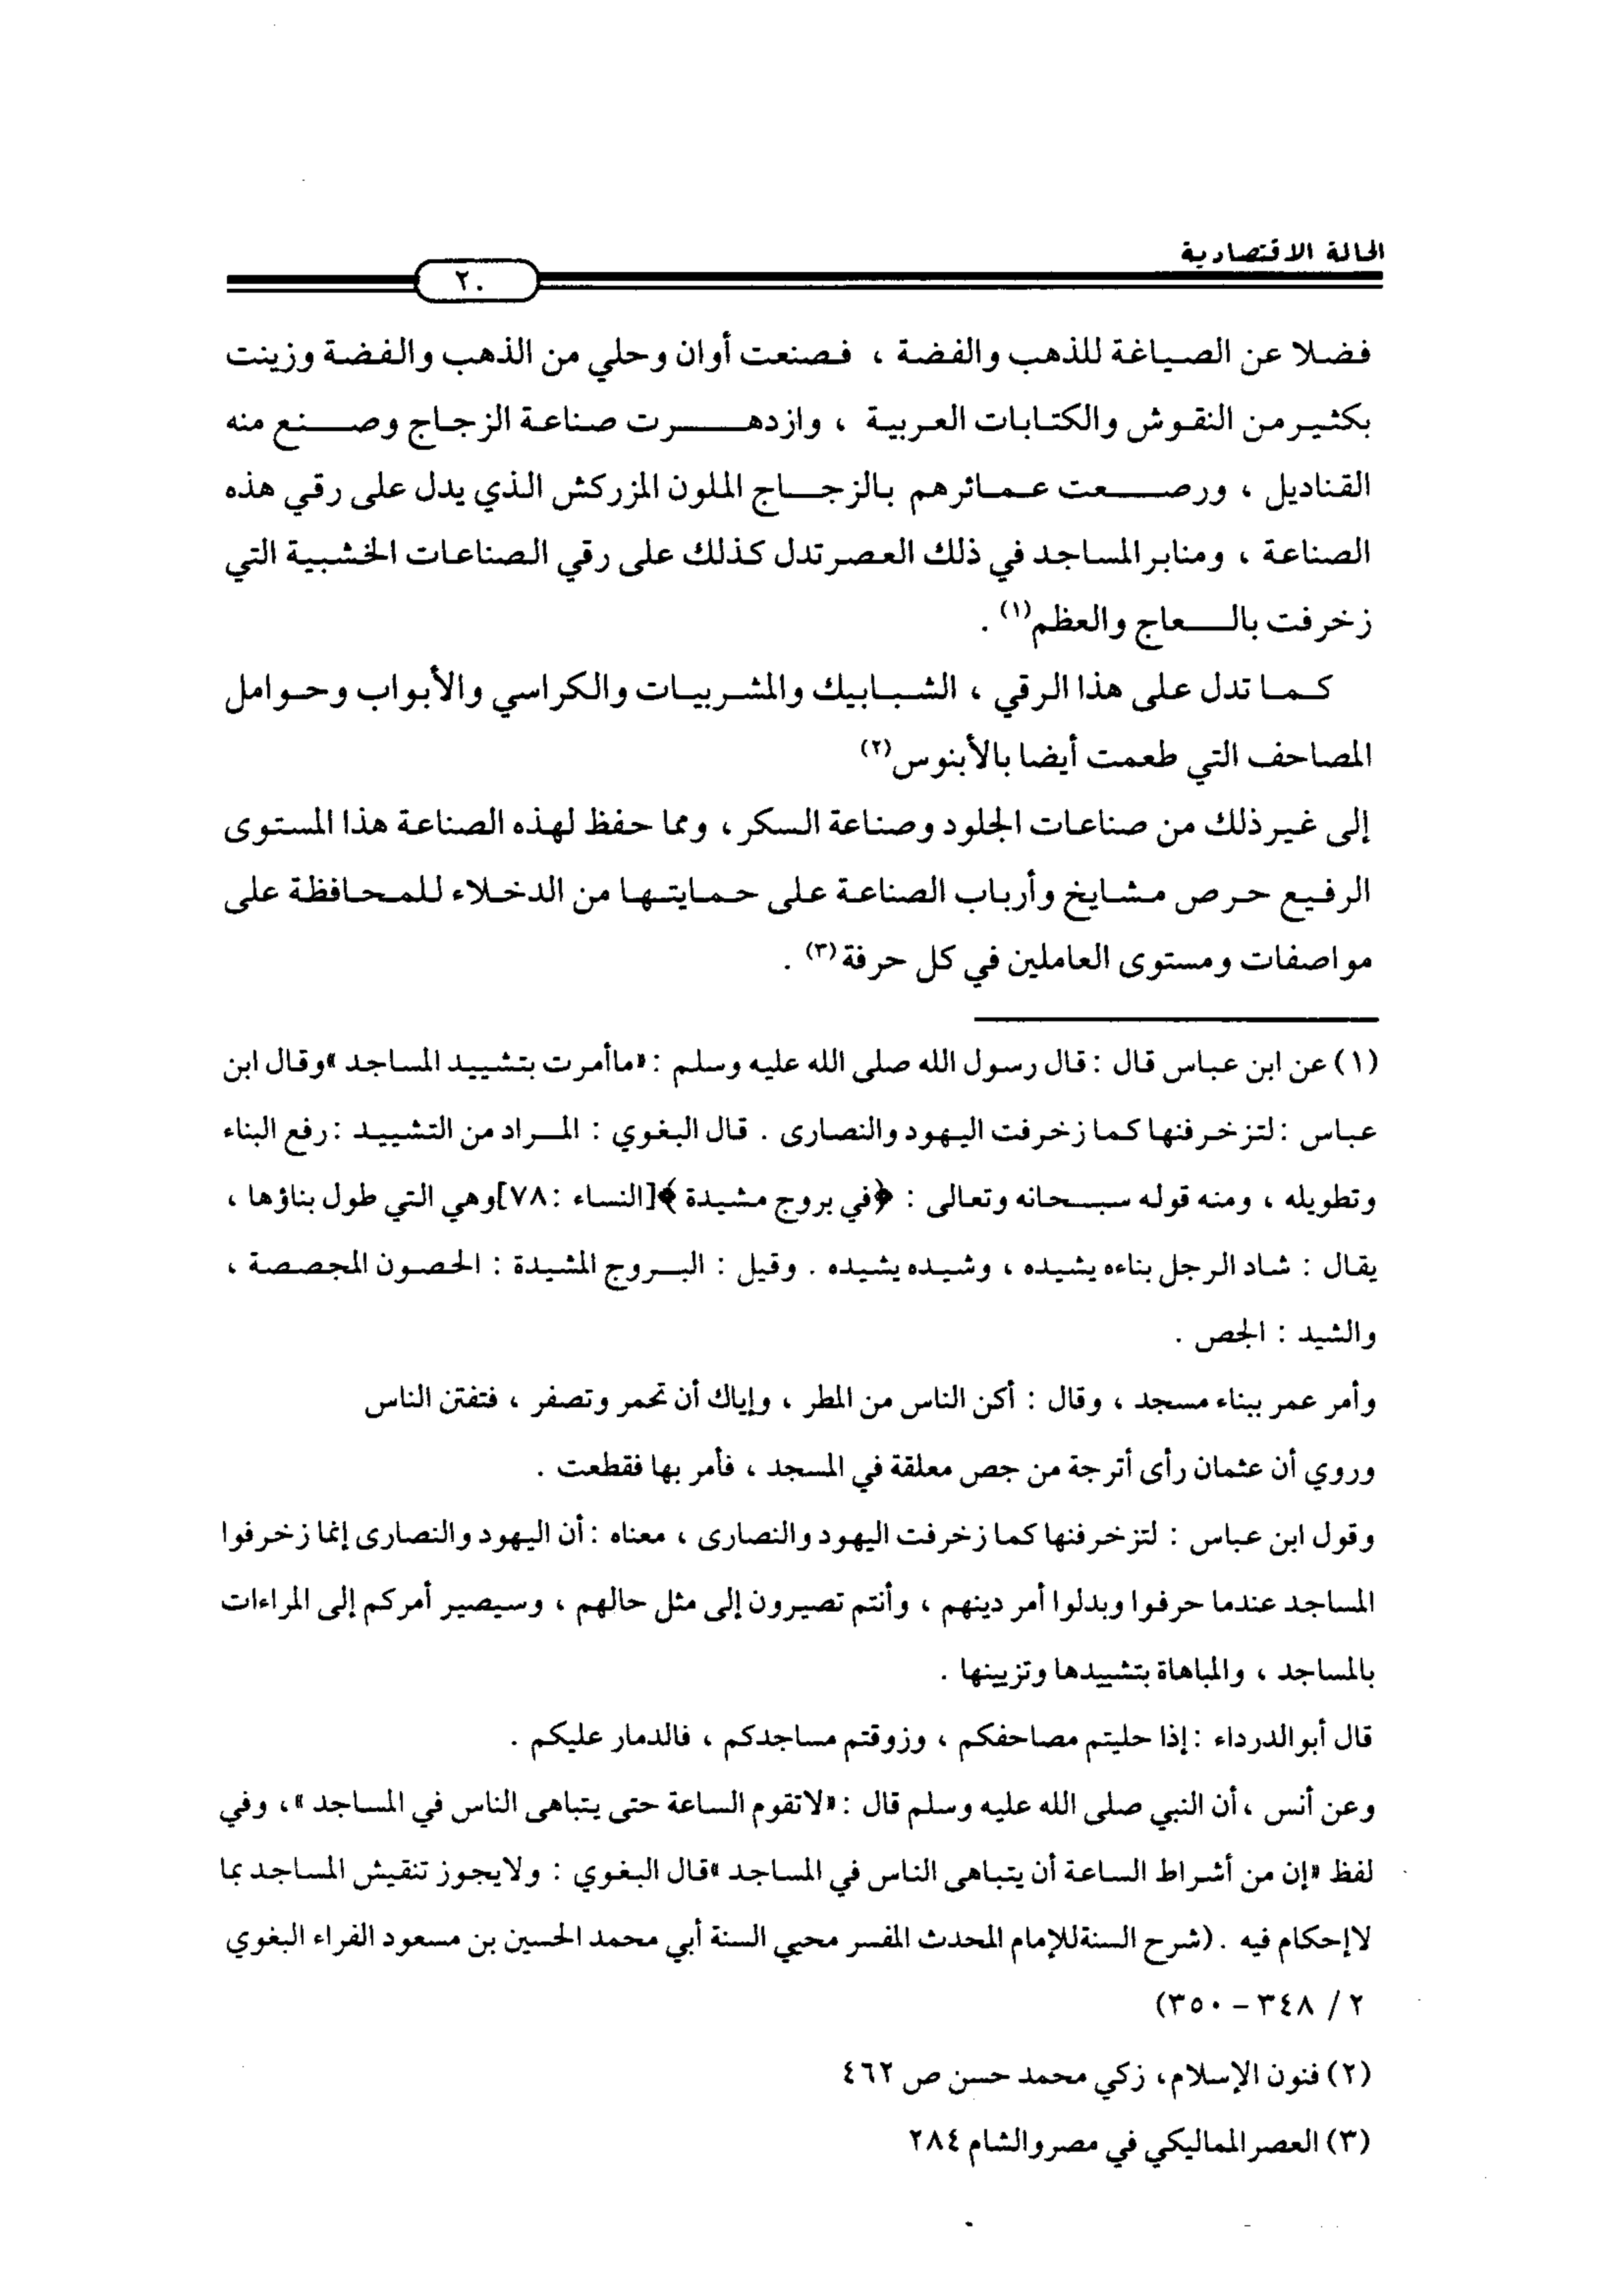 الحالة الاقتصادية
٢٠
فضلا عن الصياغة للذهب والفضة ، فصنعت أوان وحلي من الذهب والفضة وزينت
بكثير من النقوش والكتابات العربية ، وازدهرت صناعة الزجاج وصنع منه
القناديل ، ورصعت عمائرهم بالزجاج الملون المزركش الذي يدل على رقي هذه
الصناعة ، ومنابر المساجد في ذلك العصر تدل كذلك على رقي الصناعات الخشبية التي
زخرفت بالعاج والعظم(١) .
كما تدل على هذا الرقي ، الشبابيك والمشربيات والكراسي والأبواب وحوامل
المصاحف التي طعمت أيضا بالأبنوس(٢)
إلى غير ذلك من صناعات الجلود وصناعة السكر ، ومما حفظ لهذه الصناعة هذا المستوى
الرفيع حرص مشايخ وأرباب الصناعة على حمايتها من الدخلاء للمحافظة على
مواصفات ومستوى العاملين في كل حرفة(٣) .
(١) عن ابن عباس قال : قال رسول الله صلى الله عليه وسلم : «ماأمرت بتشييد المساجد »وقال ابن
عباس : لتزخرفنها كما زخرفت اليهود والنصارى . قال البغوي : المراد من التشييد : رفع البناء
وتطويله ، ومنه قوله سبحانه وتعالى : ﴿في بروج مشيدة ﴾[النساء : ٧٨]وهي التي طول بناؤها ،
يقال : شاد الرجل بناءه يشيده ، وشيده يشيده . وقيل : البروج المشيدة : الحصون المجصصة ،
والشيد : الجص .
وأمر عمر ببناء مسجد ، وقال : أكن الناس من المطر ، وإياك أن تحمر وتصفر ، فتفتن الناس
وروي أن عثمان رأى أترجة من جص معلقة في المسجد ، فأمر بها فقطعت .
وقول ابن عباس : لتزخرفنها كما زخرفت اليهود والنصارى ، معناه : أن اليهود والنصارى إنما زخرفوا
المساجد عندما حرفوا وبدلوا أمر دينهم ، وأنتم تصيرون إلى مثل حالهم ، وسيصير أمركم إلى المراءات
بالمساجد ، والمباهاة بتشييدها وتزيينها .
قال أبو الدرداء : إذا حليتم مصاحفكم ، وزوقتم مساجدكم ، فالدمار عليكم .
وعن أنس ، أن النبي صلى الله عليه وسلم قال : «لاتقوم الساعة حتى يتباهى الناس في المساجد »، وفي
لفظ «إن من أشراط الساعة أن يتباهى الناس في المساجد »قال البغوي : ولايجوز تنقيش المساجد بما
لاإحكام فيه . (شرح السنةللإمام المحدث المفسر محيي السنة أبي محمد الحسين بن مسعود الفراء البغوي
٢ / ٣٤٨ - ٣٥٠)
(٢) فنون الإسلام، زكي محمد حسن ص ٤٦٢
(٣) العصر المماليكي في مصر والشام ٢٨٤